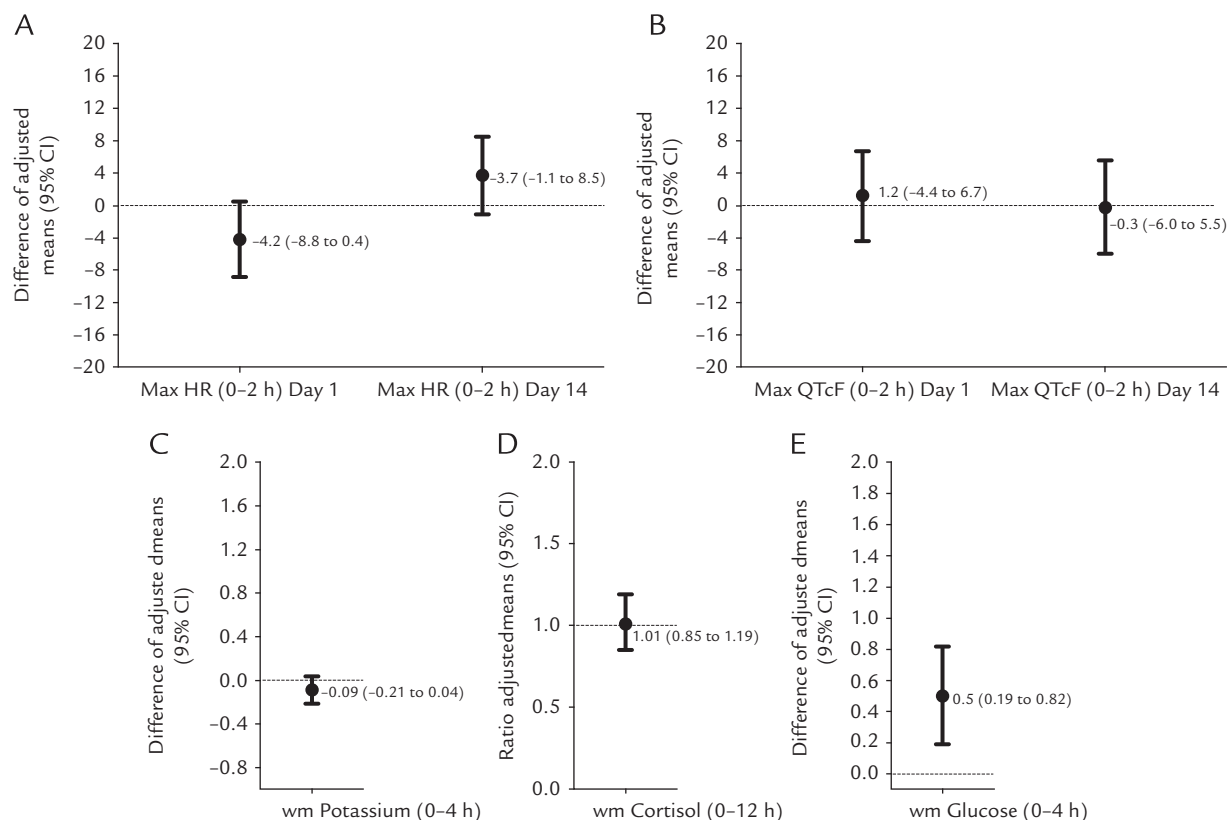 A
20
16
12
8
4
0
–4
–8
–12
–16
–20
Difference of adjusted
means (95% CI)
–4.2 (–8.8 to 0.4)
–3.7 (–1.1 to 8.5)
Max HR (0–2 h) Day 1
Max HR (0–2 h) Day 14
B
20
16
12
8
4
0
–4
–8
–12
–16
–20
Difference of adjusted
means (95% CI)
1.2 (–4.4 to 6.7)
–0.3 (–6.0 to 5.5)
Max QTcF (0–2 h) Day 1
Max QTcF (0–2 h) Day 14
C
2.0
1.6
1.2
0.8
0.4
0.0
–0.4
–0.8
Difference of adjuste dmeans
(95% CI)
–0.09 (–0.21 to 0.04)
wm Potassium (0–4 h)
D
2.0
1.5
1.0
0.5
0.0
Ratio adjustedmeans (95% CI)
1.01 (0.85 to 1.19)
wm Cortisol (0–12 h)
E
2.0
1.8
1.6
1.4
1.2
1.0
0.8
0.6
0.4
0.2
0.0
Difference of adjuste dmeans
(95% CI)
0.5 (0.19 to 0.82)
wm Glucose (0–4 h)